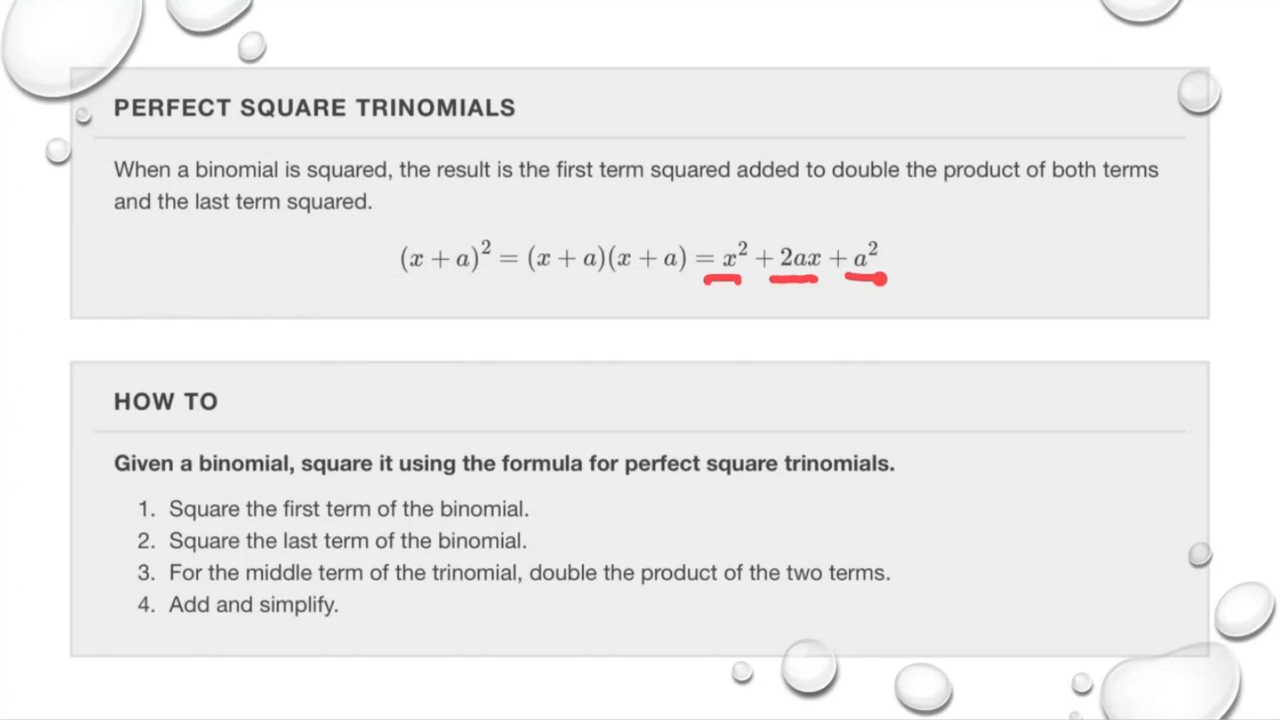 PERFECT SQUARE TRINOMIALS
When a binomial is squared, the result is the first term squared added to double the product of both terms
and the last term squared.
(x + a)² = (x + a)(x + a) = x² + 2ax + a²
HOW TO
Given a binomial, square it using the formula for perfect square trinomials.
1. Square the first term of the binomial.
2. Square the last term of the binomial.
3. For the middle term of the trinomial, double the product of the two terms.
4. Add and simplify.